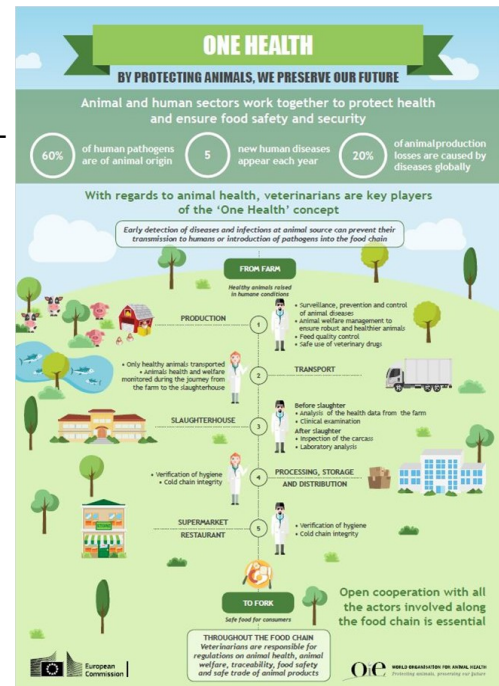 ONE HEALTH
BY PROTECTING ANIMALS, WE PRESERVE OUR FUTURE
Animal and human sectors work together to protect health
and ensure food safety and security
60%
of human pathogens
are of animal origin
5
new human diseases
appear each year
20%
of animal production
losses are caused by
diseases globally
With regards to animal health, veterinarians are key players
of the 'One Health' concept
Early detection of diseases and infections at animal source can prevent their
transmission to humans or introduction of pathogens into the food chain
FROM FARM
Healthy animals raised
in humane conditions
PRODUCTION
1
• Surveillance, prevention and control
of animal diseases
• Animal welfare management to
ensure robust and healthier animals
• Feed quality control
• Safe use of veterinary drugs
• Only healthy animals transported
• Animals health and welfare
monitored during the journey from
the farm to the slaughterhouse
2
TRANSPORT
SLAUGHTERHOUSE
3
Before slaughter
• Analysis of the health data from the farm
• Clinical examination
After slaughter
• Inspection of the carcass
• Laboratory analysis
• Verification of hygiene
• Cold chain integrity
4
PROCESSING, STORAGE
AND DISTRIBUTION
SUPERMARKET
RESTAURANT
5
• Verification of hygiene
• Cold chain integrity
TO FORK
Safe food for consumers
Open cooperation with all
the actors involved along
the food chain is essential
THROUGHOUT THE FOOD CHAIN
Veterinarians are responsible for
regulations on animal health, animal
welfare, traceability, food safety
and safe trade of animal products
European
Commission
Oie
WORLD ORGANISATION FOR ANIMAL HEALTH
Protecting animals, preserving our future